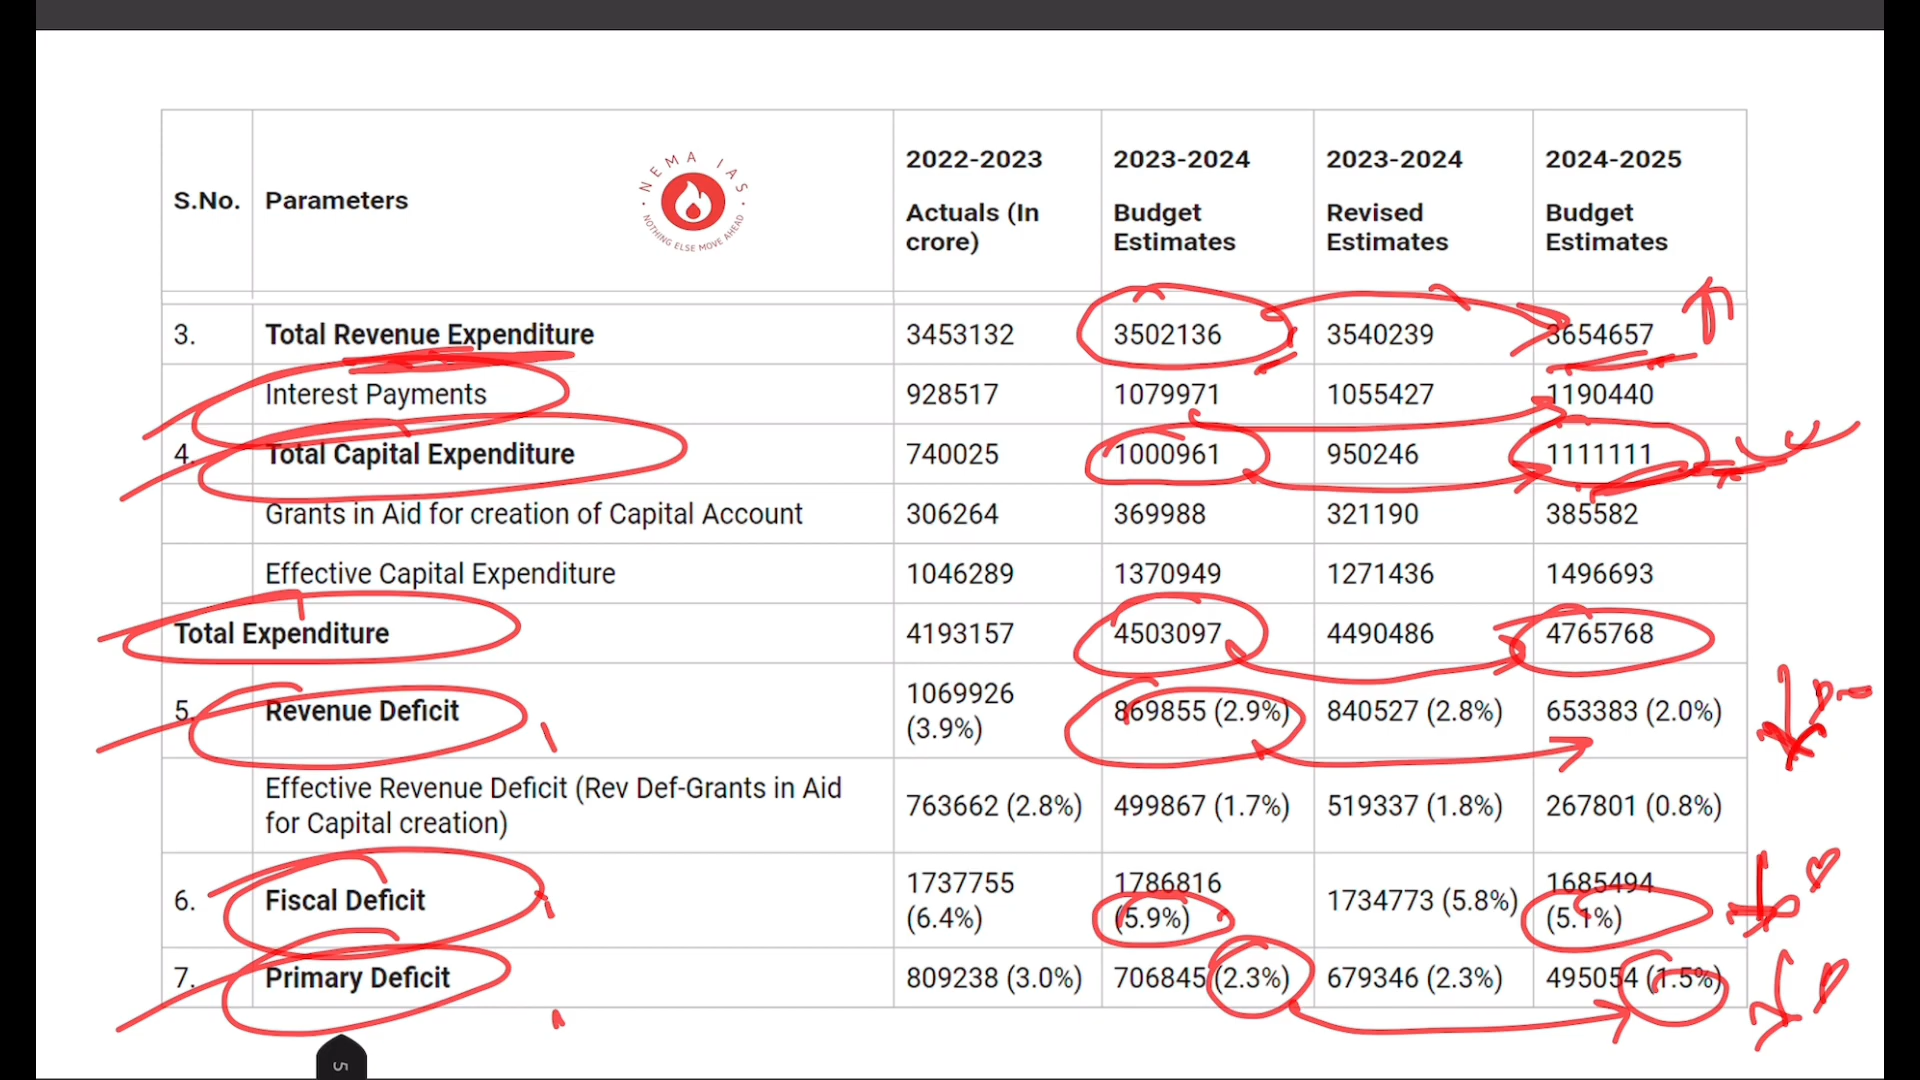 NEMA IAS
NOTHING ELSE MOVE AHEAD
S.No. Parameters 2022-2023 Actuals (In crore) 2023-2024 Budget Estimates 2023-2024 Revised Estimates 2024-2025 Budget Estimates
3. Total Revenue Expenditure 3453132 3502136 3540239 3654657
Interest Payments 928517 1079971 1055427 1190440
4. Total Capital Expenditure 740025 1000961 950246 1111111
Grants in Aid for creation of Capital Account 306264 369988 321190 385582
Effective Capital Expenditure 1046289 1370949 1271436 1496693
Total Expenditure 4193157 4503097 4490486 4765768
5. Revenue Deficit 1069926 (3.9%) 869855 (2.9%) 840527 (2.8%) 653383 (2.0%)
Effective Revenue Deficit (Rev Def-Grants in Aid for Capital creation) 763662 (2.8%) 499867 (1.7%) 519337 (1.8%) 267801 (0.8%)
6. Fiscal Deficit 1737755 (6.4%) 1786816 (5.9%) 1734773 (5.8%) 1685494 (5.1%)
7. Primary Deficit 809238 (3.0%) 706845 (2.3%) 679346 (2.3%) 495054 (1.5%)
5